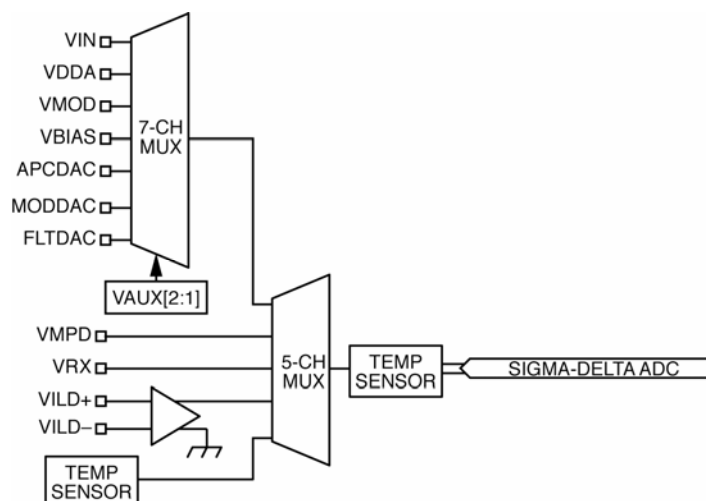 VIN
VDDA
VMOD
VBIAS
APCDAC
MODDAC
FLTDAC
7-CH
MUX
VAUX[2:1]
VMPD
VRX
VILD+
VILD−
TEMP
SENSOR
5-CH
MUX
TEMP
SENSOR
SIGMA-DELTA ADC